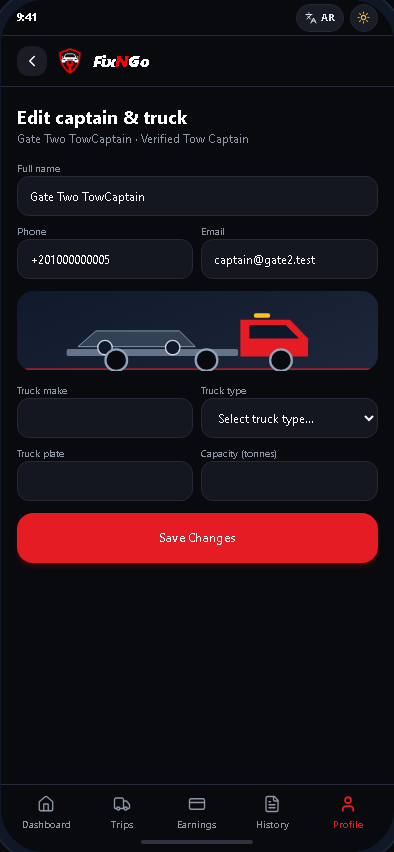 9:41
AR
FixNGo
Edit captain & truck
Gate Two TowCaptain · Verified Tow Captain
Full name
Gate Two TowCaptain
Phone
Email
+201000000005
captain@gate2.test
Truck make
Truck type
Select truck type...
Truck plate
Capacity (tonnes)
Save Changes
Dashboard
Trips
Earnings
History
Profile